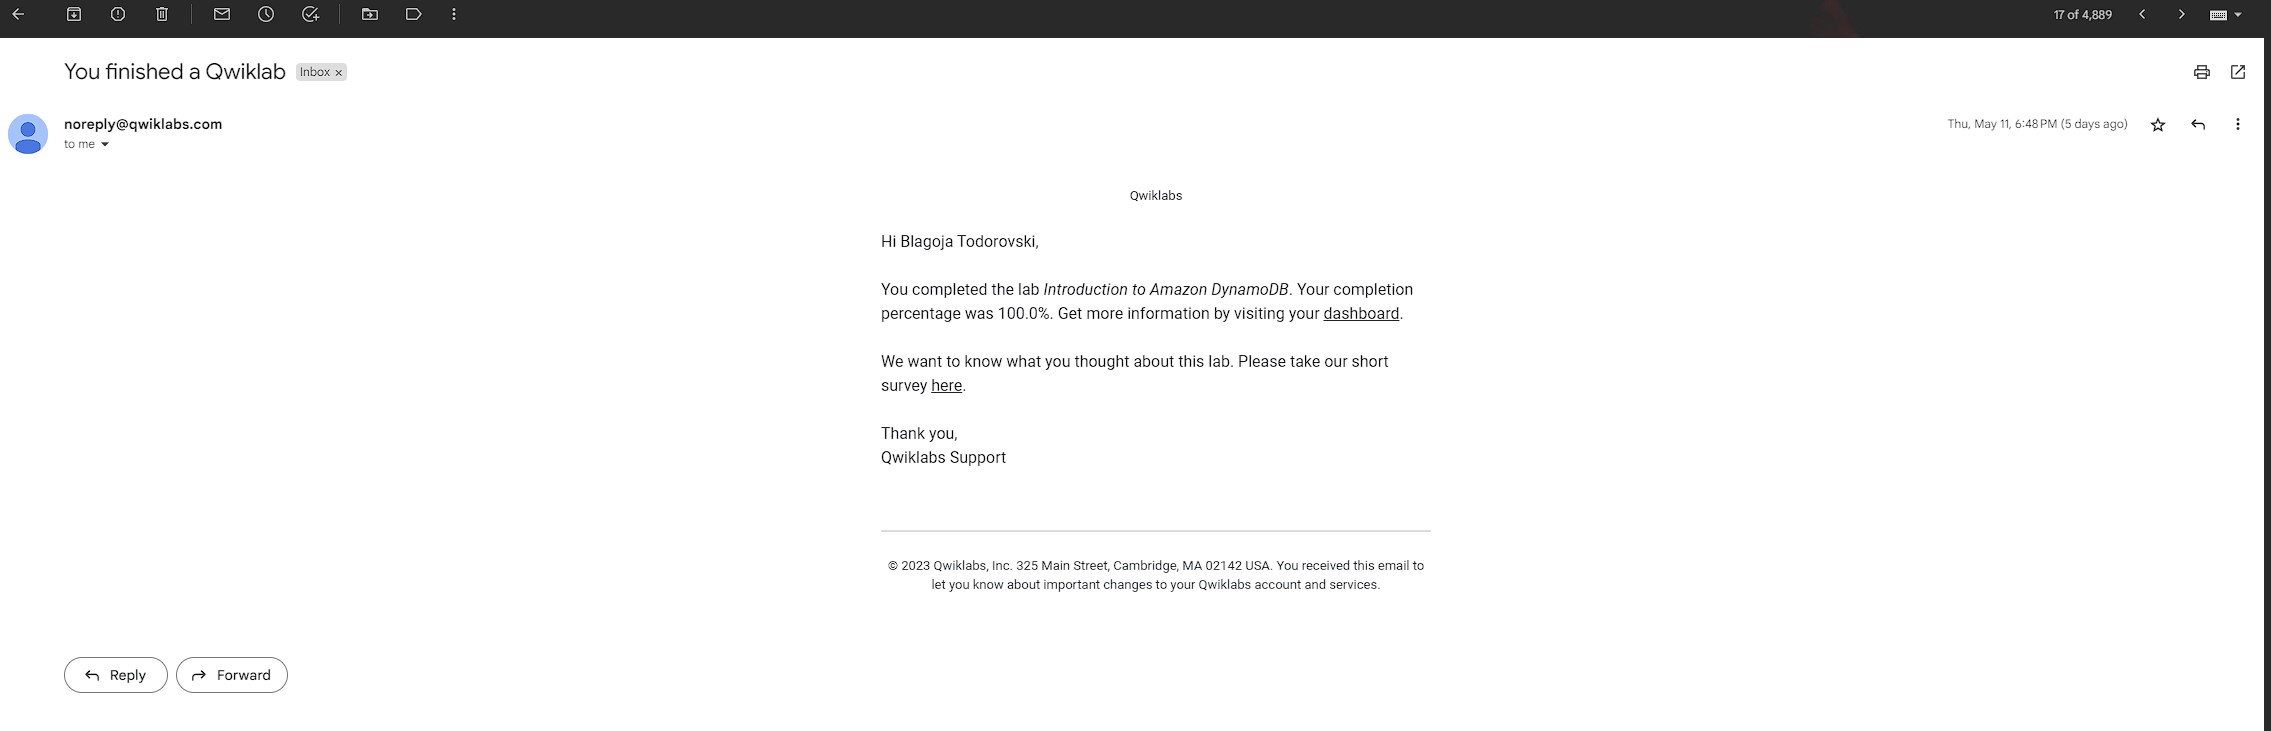 17 of 4,889
You finished a Qwiklab Inbox x
noreply@qwiklabs.com
Thu, May 11, 6:48 PM (5 days ago)
to me
Qwiklabs
Hi Blagoja Todorovski,
You completed the lab Introduction to Amazon DynamoDB. Your completion
percentage was 100.0%. Get more information by visiting your dashboard.
We want to know what you thought about this lab. Please take our short
survey here.
Thank you,
Qwiklabs Support
© 2023 Qwiklabs, Inc. 325 Main Street, Cambridge, MA 02142 USA. You received this email to
let you know about important changes to your Qwiklabs account and services.
Reply Forward